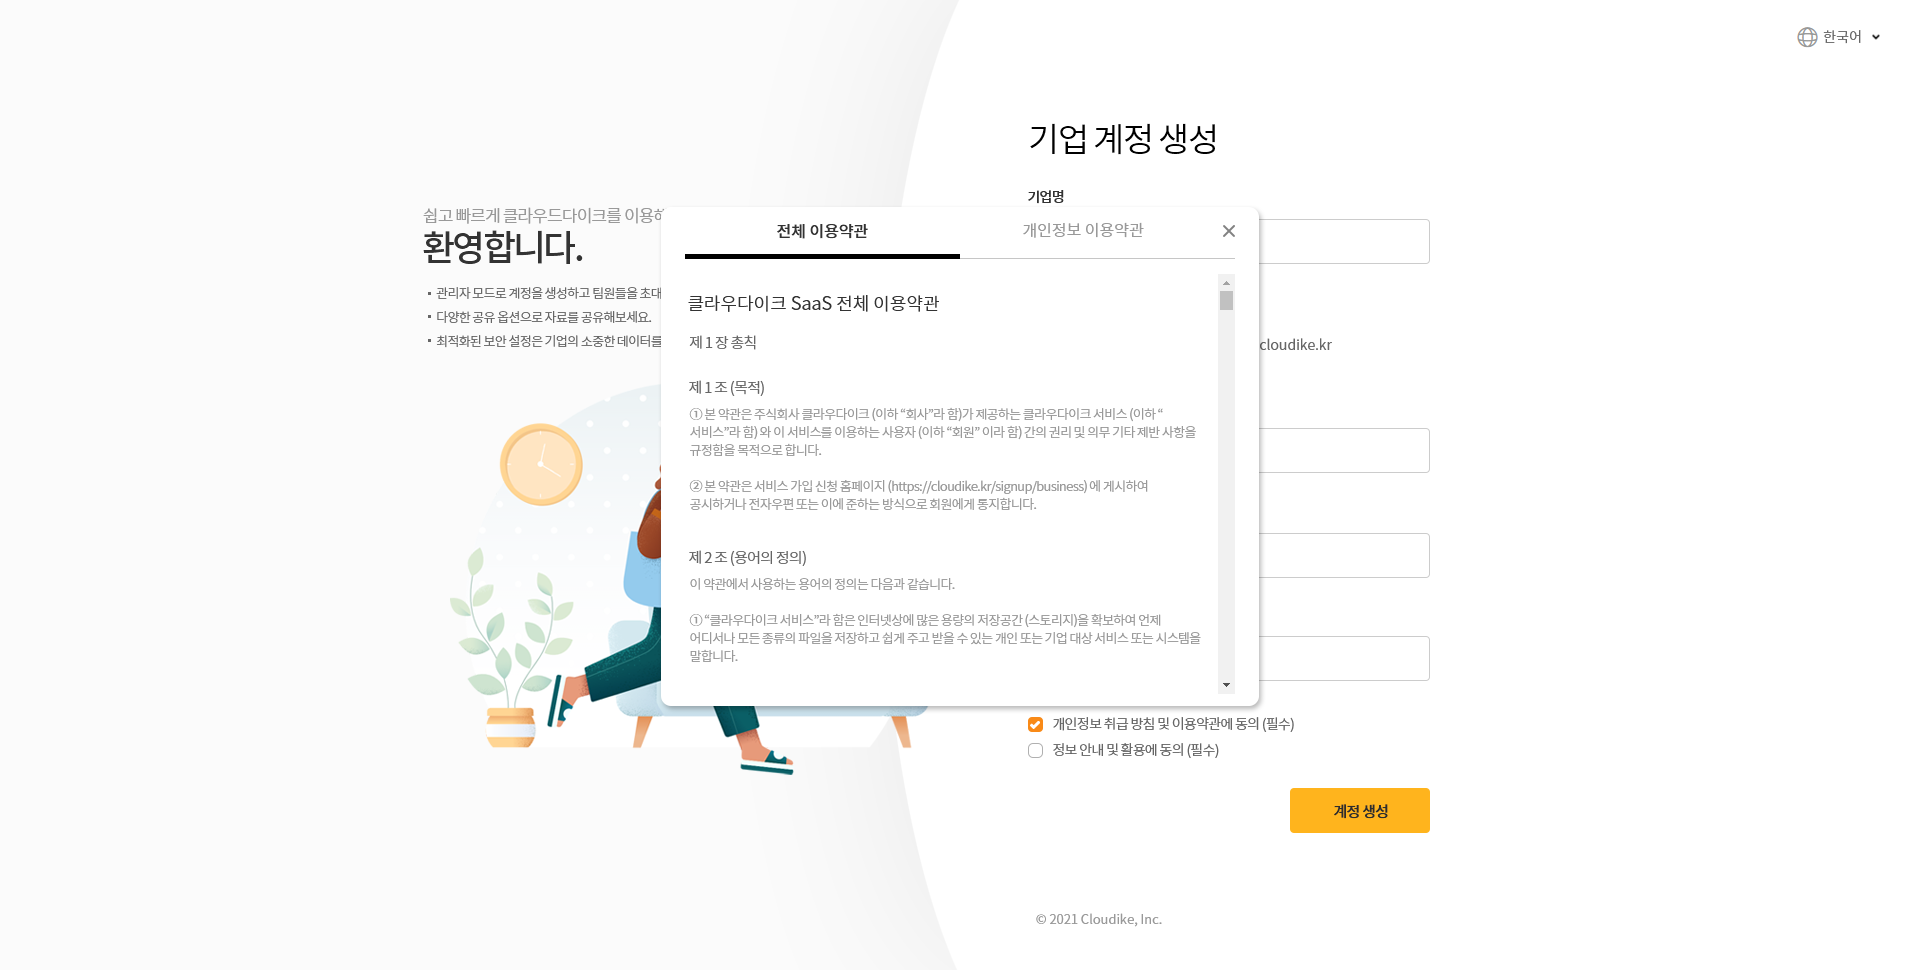 한국어
기업 계정 생성
기업명
쉽고 빠르게 클라우드다이크를 이용해
환영합니다.
관리자 모드로 계정을 생성하고 팀원들을 초대
다양한 공유 옵션으로 자료를 공유해보세요.
최적화된 보안 설정은 기업의 소중한 데이터를
전체 이용약관
개인정보 이용약관
클라우다이크 SaaS 전체 이용약관
제 1 장 총칙
제 1 조 (목적)
① 본 약관은 주식회사 클라우다이크 (이하 “회사”라 함)가 제공하는 클라우다이크 서비스 (이하 “
서비스”라 함) 와 이 서비스를 이용하는 사용자 (이하 “회원” 이라 함) 간의 권리 및 의무 기타 제반 사항을
규정함을 목적으로 합니다.
② 본 약관은 서비스 가입 신청 홈페이지 (https://cloudike.kr/signup/business) 에 게시하여
공시하거나 전자우편 또는 이에 준하는 방식으로 회원에게 통지합니다.
제 2 조 (용어의 정의)
이 약관에서 사용하는 용어의 정의는 다음과 같습니다.
① “클라우다이크 서비스”라 함은 인터넷상에 많은 용량의 저장공간 (스토리지)을 확보하여 언제
어디서나 모든 종류의 파일을 저장하고 쉽게 주고 받을 수 있는 개인 또는 기업 대상 서비스 또는 시스템을
말합니다.
cloudike.kr
개인정보 취급 방침 및 이용약관에 동의 (필수)
정보 안내 및 활용에 동의 (필수)
계정 생성
© 2021 Cloudike, Inc.